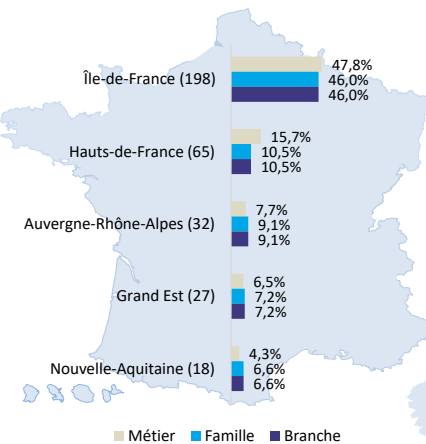 47,8%
Île-de-France (198) 46,0%
46,0%
15,7%
Hauts-de-France (65) 10,5%
10,5%
7,7%
Auvergne-Rhône-Alpes (32) 9,1%
9,1%
6,5%
Grand Est (27) 7,2%
7,2%
4,3%
Nouvelle-Aquitaine (18) 6,6%
6,6%
Métier Famille Branche